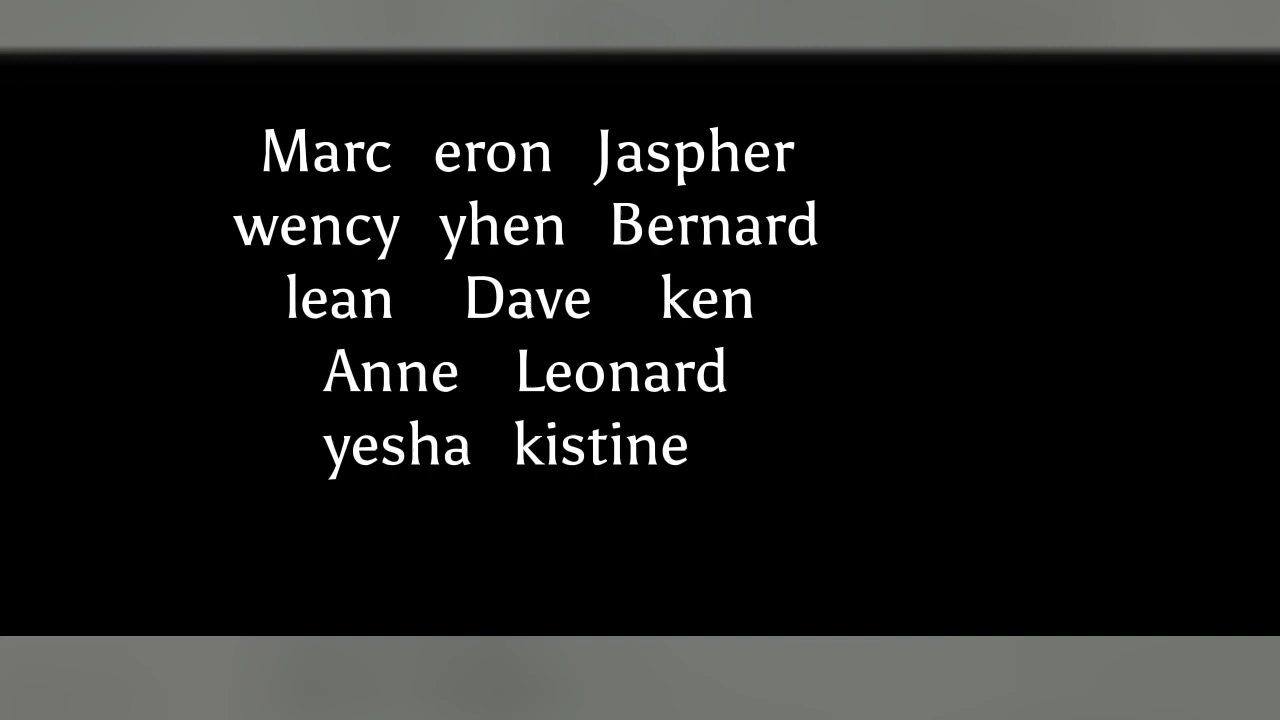 Marc eron Jaspher
wency yhen Bernard
lean Dave ken
Anne Leonard
yesha kistine